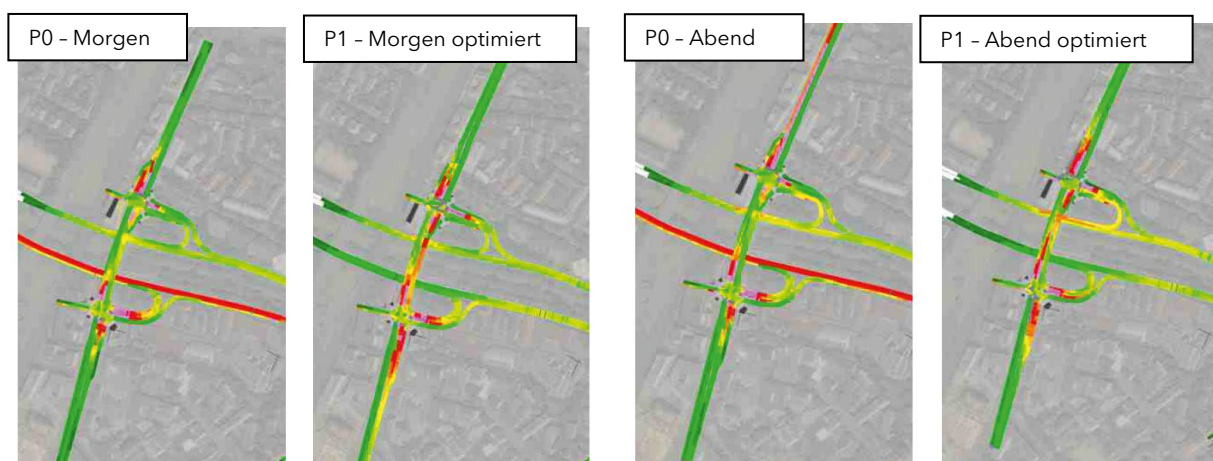 P0 – Morgen
P1 – Morgen optimiert
P0 – Abend
P1 – Abend optimiert